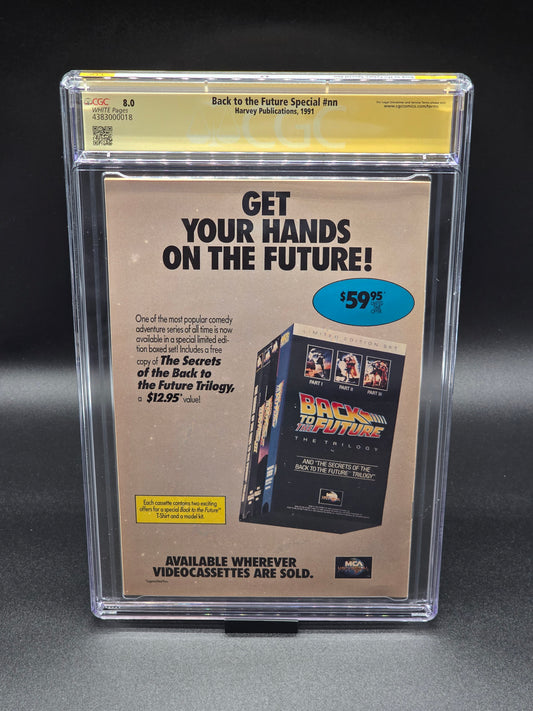 CGC 8.0
WHITE Pages
4383000018
Back to the Future Special #nn
Harvey Publications, 1991
www.cgccomics.com/terms
CGC
GET
YOUR HANDS
ON THE FUTURE!
$59.95*
One of the most popular comedy
adventure series of all time is now
available in a special limited edi-
tion boxed set! Includes a free
copy of The Secrets
of the Back to
the Future Trilogy,
a $12.95* value!
LIMITED EDITION SET
PART I
PART II
PART III
BACK
TO THE FUTURE
THE TRILOGY
AND "THE SECRETS OF THE
BACK TO THE FUTURE TRILOGY"
Each cassette contains two exciting
offers for a special Back to the Future™
T-Shirt and a model kit.
AVAILABLE WHEREVER
VIDEOCASSETTES ARE SOLD.
MCA